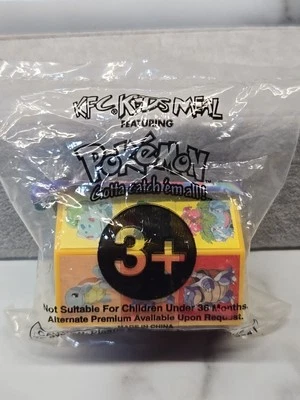 KFC KIDS MEAL
FEATURING
POKéMON
Gotta catch 'em all!
3+
Not Suitable For Children Under 36 Months.
Alternate Premium Available Upon Request.
MADE IN CHINA